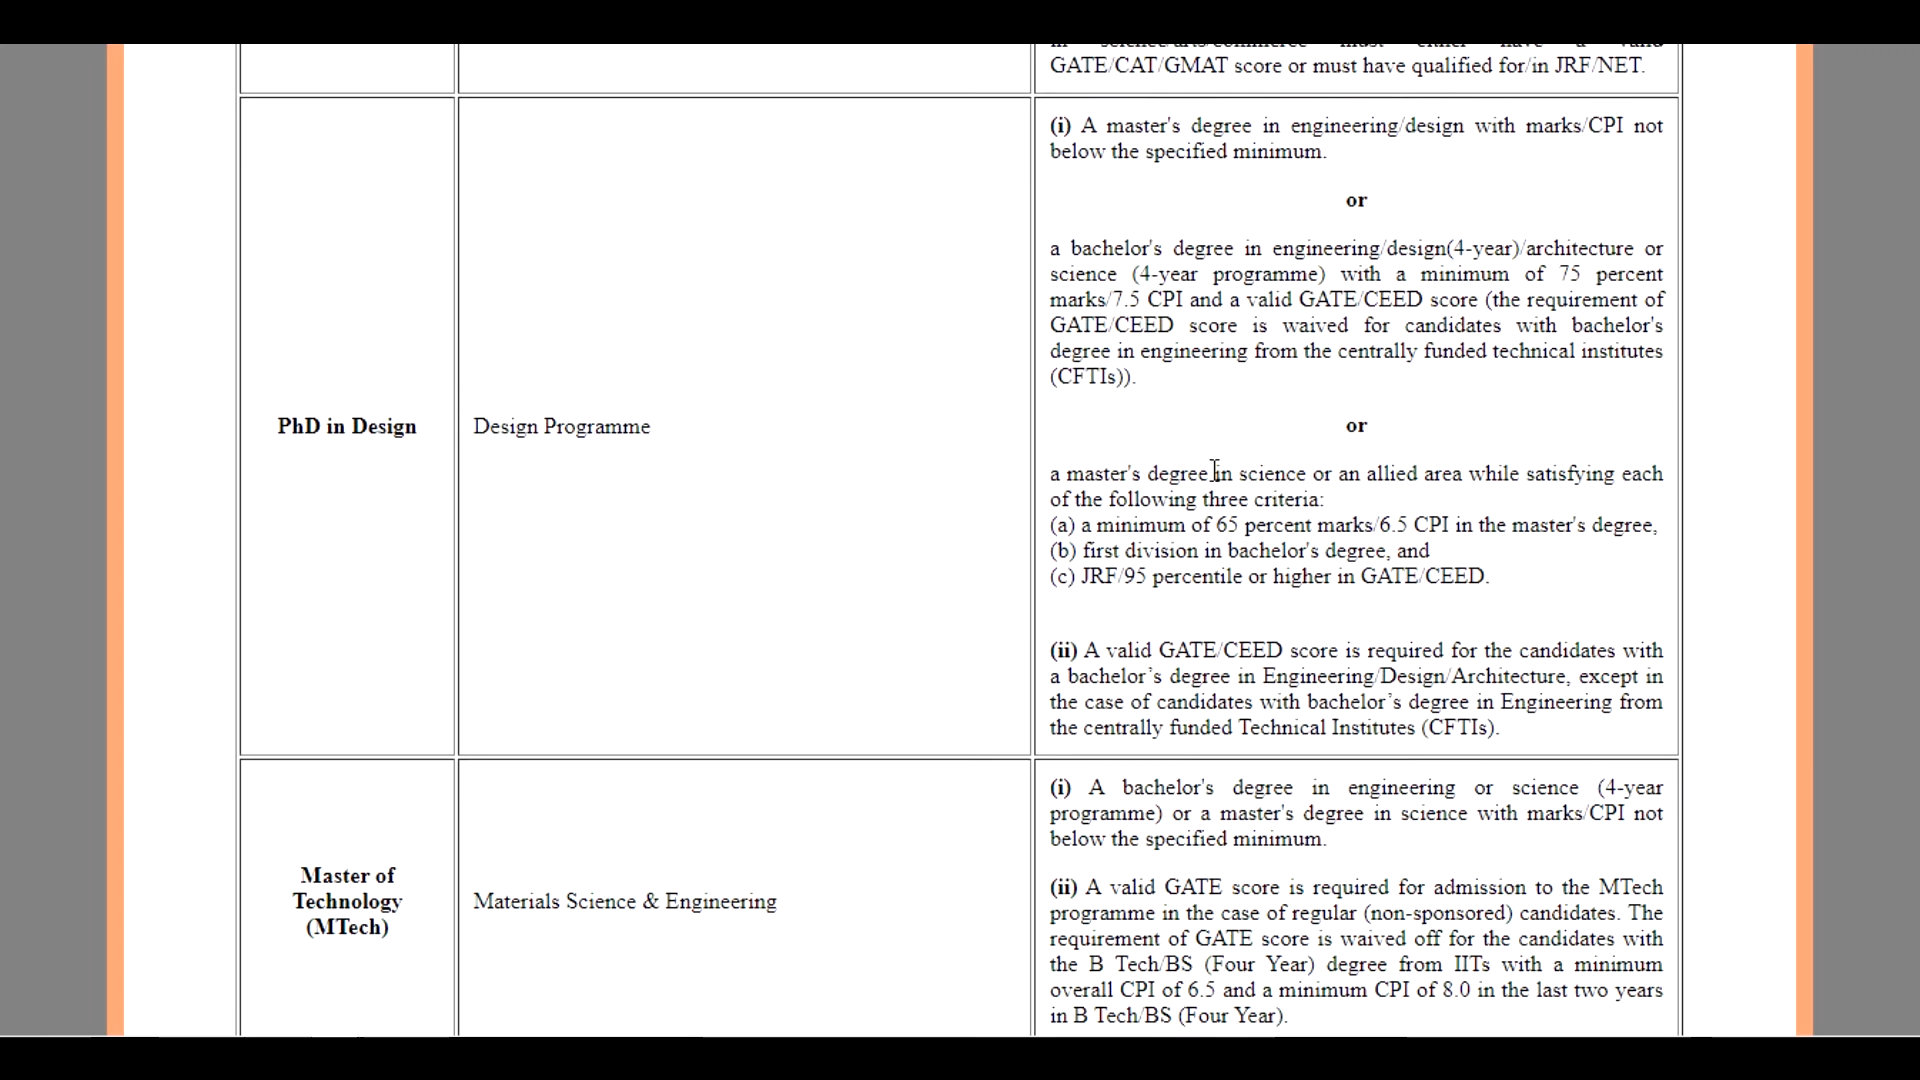 GATE/CAT/GMAT score or must have qualified for/in JRF/NET.
(i) A master's degree in engineering/design with marks/CPI not
below the specified minimum.
or
a bachelor's degree in engineering/design(4-year)/architecture or
science (4-year programme) with a minimum of 75 percent
marks/7.5 CPI and a valid GATE/CEED score (the requirement of
GATE/CEED score is waived for candidates with bachelor's
degree in engineering from the centrally funded technical institutes
(CFTIs)).
PhD in Design
Design Programme
or
a master's degree in science or an allied area while satisfying each
of the following three criteria:
(a) a minimum of 65 percent marks/6.5 CPI in the master's degree,
(b) first division in bachelor's degree, and
(c) JRF/95 percentile or higher in GATE/CEED.
(ii) A valid GATE/CEED score is required for the candidates with
a bachelor’s degree in Engineering/Design/Architecture, except in
the case of candidates with bachelor’s degree in Engineering from
the centrally funded Technical Institutes (CFTIs).
Master of
Technology
(MTech)
Materials Science & Engineering
(i) A bachelor's degree in engineering or science (4-year
programme) or a master's degree in science with marks/CPI not
below the specified minimum.
(ii) A valid GATE score is required for admission to the MTech
programme in the case of regular (non-sponsored) candidates. The
requirement of GATE score is waived off for the candidates with
the B Tech/BS (Four Year) degree from IITs with a minimum
overall CPI of 6.5 and a minimum CPI of 8.0 in the last two years
in B Tech/BS (Four Year).